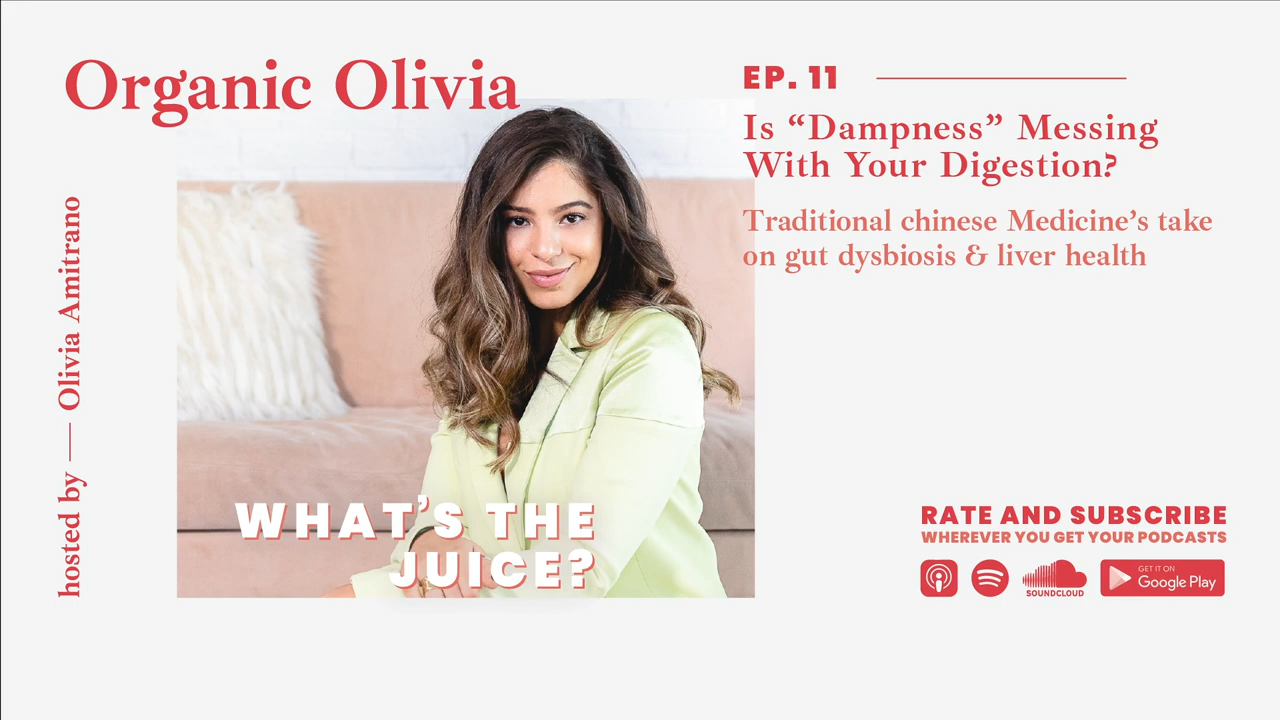 Organic Olivia
hosted by — Olivia Amitrano
WHAT'S THE
JUICE?
EP. 11
Is “Dampness” Messing
With Your Digestion?
Traditional chinese Medicine’s take
on gut dysbiosis & liver health
RATE AND SUBSCRIBE
WHEREVER YOU GET YOUR PODCASTS
SOUNDCLOUD
GET IT ON
Google Play